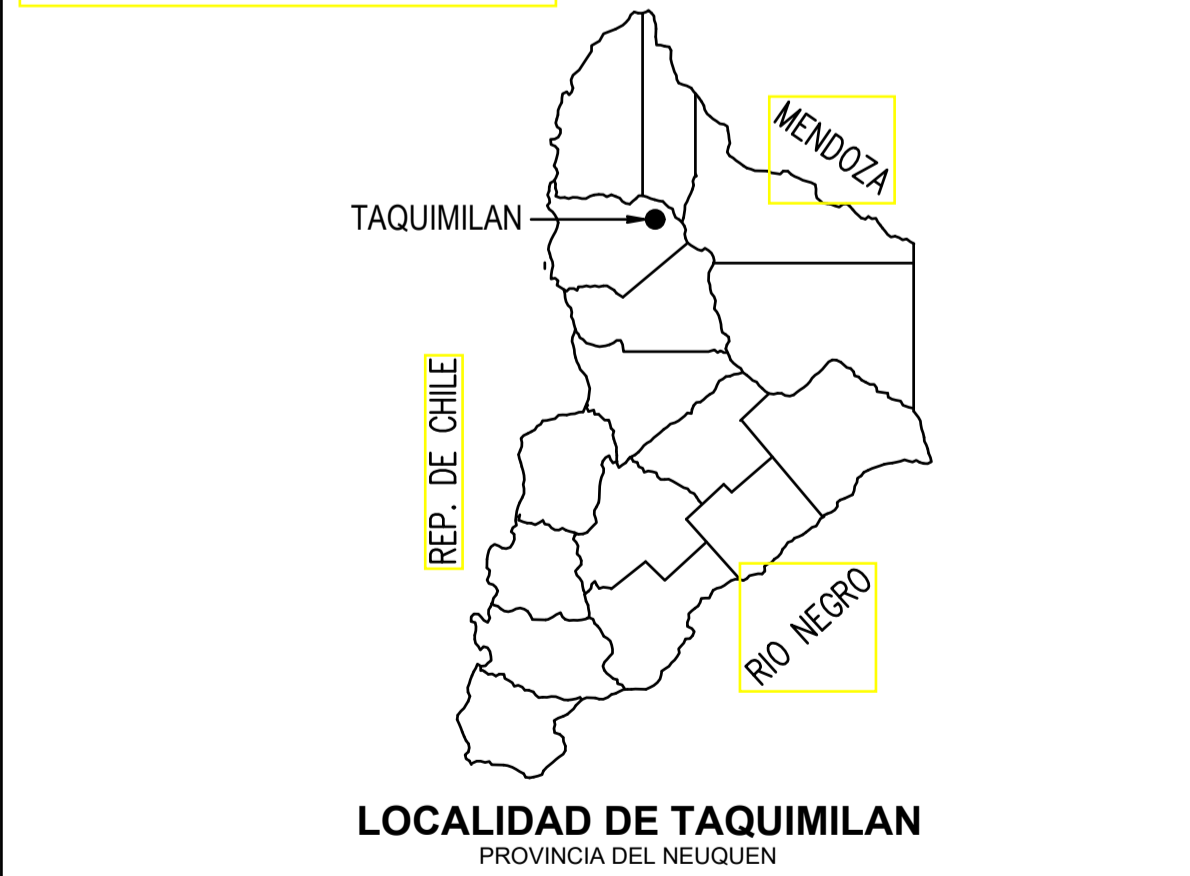 MENDOZA
TAQUIMILAN
REP. DE CHILE
RIO NEGRO
LOCALIDAD DE TAQUIMILAN
PROVINCIA DEL NEUQUEN